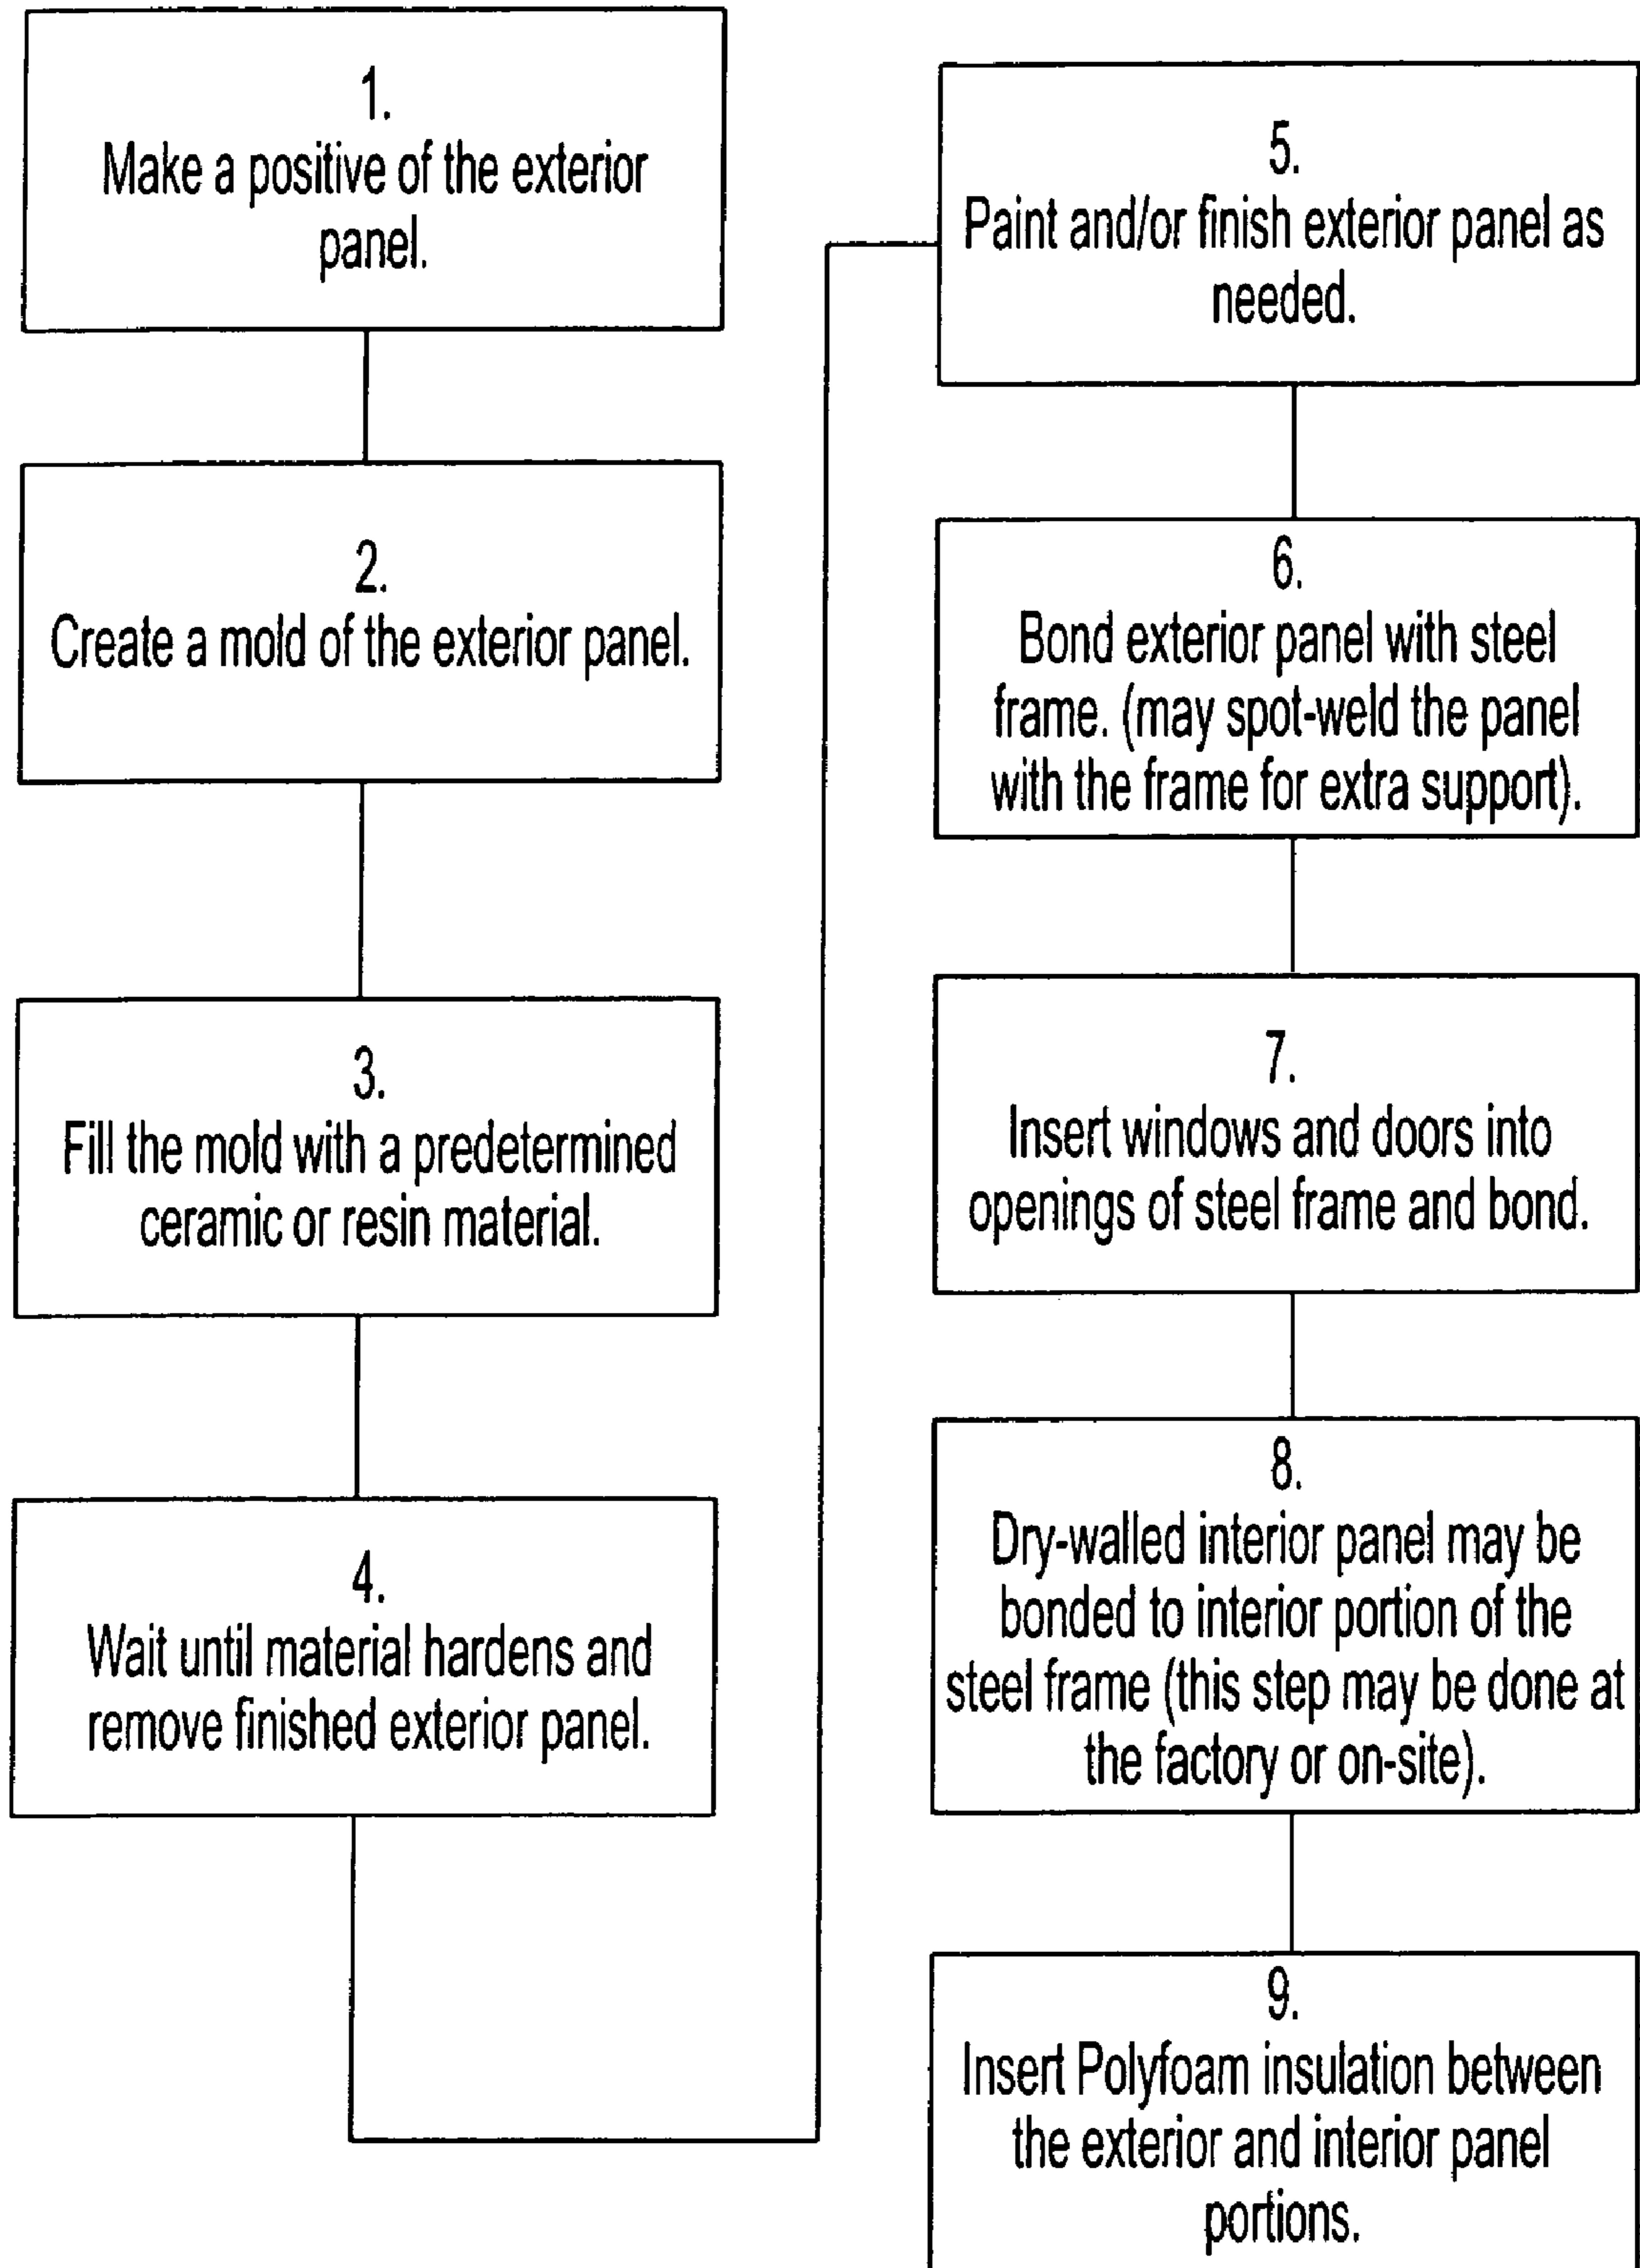 1.
Make a positive of the exterior
panel.
2.
Create a mold of the exterior panel.
3.
Fill the mold with a predetermined
ceramic or resin material.
4.
Wait until material hardens and
remove finished exterior panel.
5.
Paint and/or finish exterior panel as
needed.
6.
Bond exterior panel with steel
frame. (may spot-weld the panel
with the frame for extra support).
7.
Insert windows and doors into
openings of steel frame and bond.
8.
Dry-walled interior panel may be
bonded to interior portion of the
steel frame (this step may be done at
the factory or on-site).
9.
Insert Polyfoam insulation between
the exterior and interior panel
portions.